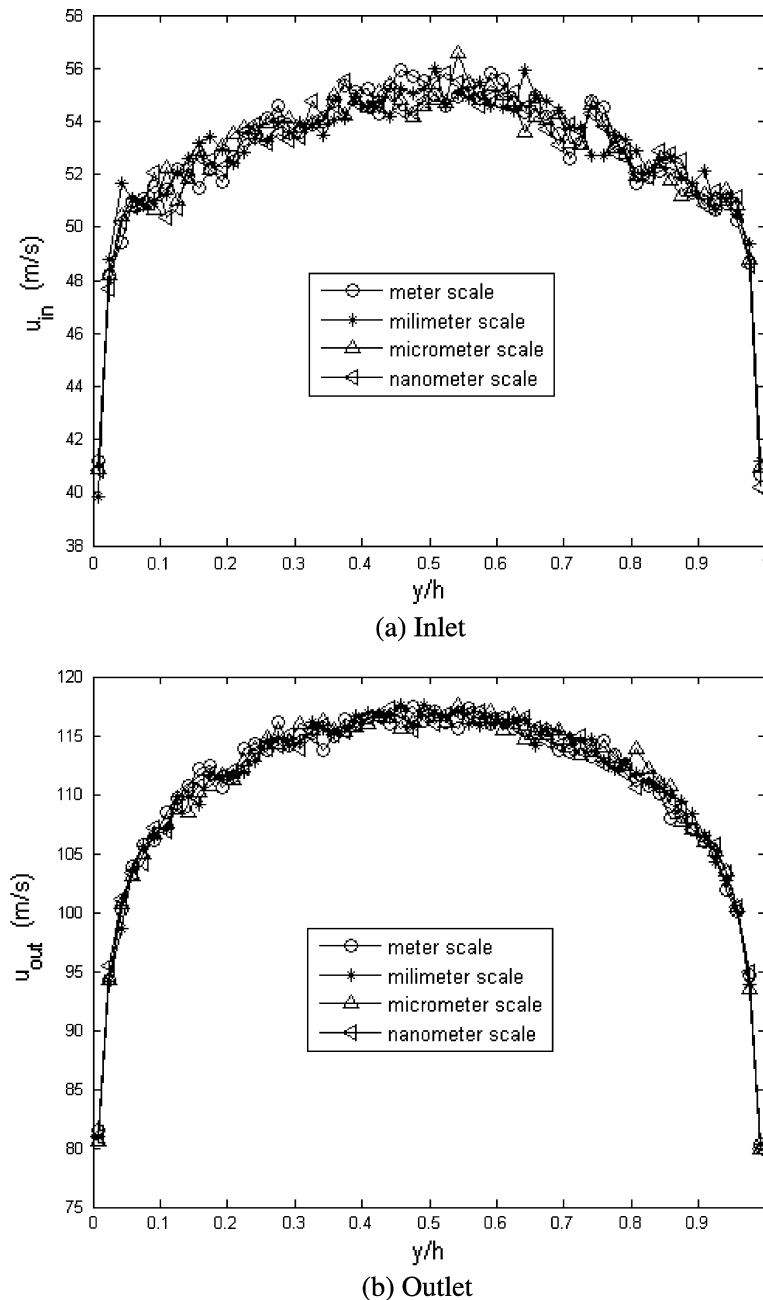 58
56
54
52
50
48
46
44
42
40
38
u_in (m/s)
meter scale
milimeter scale
micrometer scale
nanometer scale
0 0.1 0.2 0.3 0.4 0.5 0.6 0.7 0.8 0.9 1
y/h
(a) Inlet
120
115
110
105
100
95
90
85
80
75
u_out (m/s)
meter scale
milimeter scale
micrometer scale
nanometer scale
0 0.1 0.2 0.3 0.4 0.5 0.6 0.7 0.8 0.9
y/h
(b) Outlet